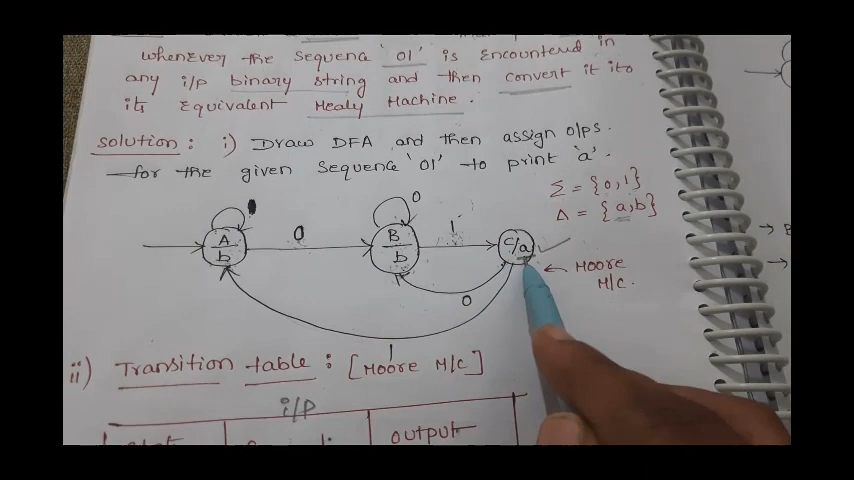 whenever the sequence '01' is encountered in
any i/p binary string and then convert it into
its equivalent Mealy Machine.
solution: i) Draw DFA and then assign o/ps.
for the given sequence '01' to print 'a'.
Σ = {0,1}
Δ = {a,b}
0
0
1
A
b
B
b
C/a
0
← Moore
M/C.
1
ii) Transition table: [Moore M/C]
i/p
output